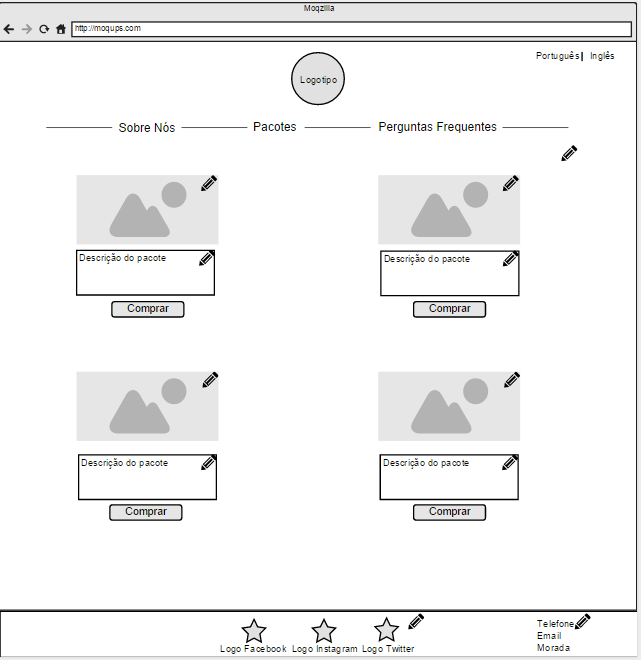 Moqzilla
http://moqups.com
Português| Inglês
Logotipo
Sobre Nós Pacotes Perguntas Frequentes
Descrição do pacote Descrição do pacote
Comprar Comprar
Descrição do pacote Descrição do pacote
Comprar Comprar
Logo Facebook Logo Instagram Logo Twitter
Telefone
Email
Morada